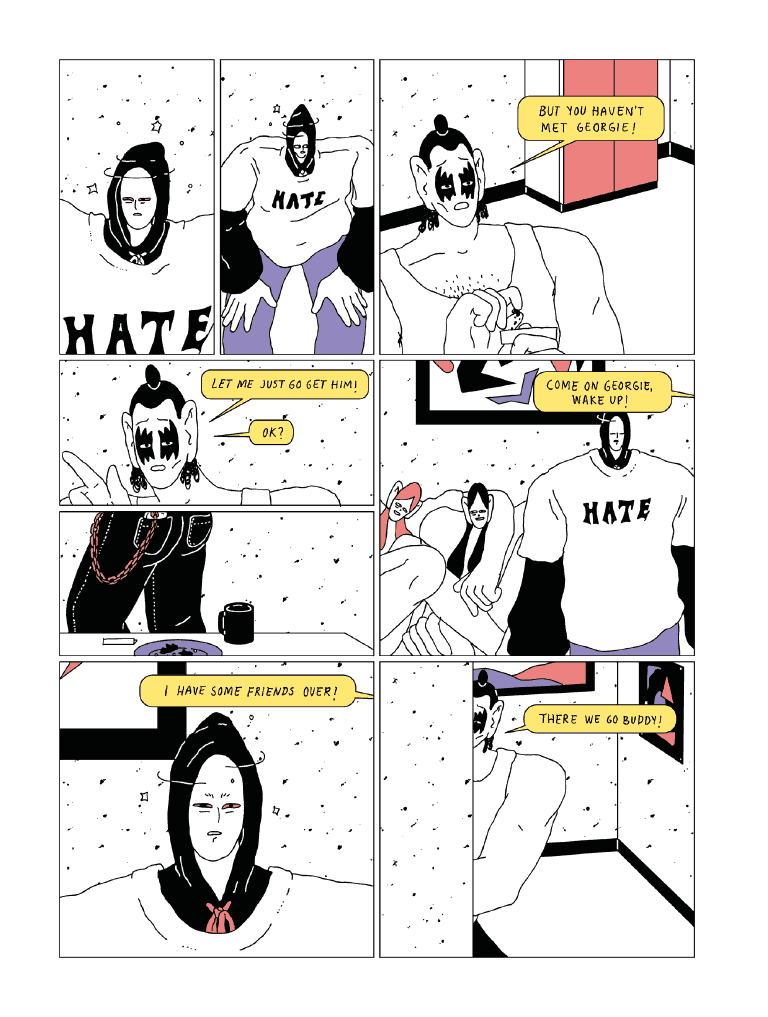 HATE
HATE
BUT YOU HAVEN'T
MET GEORGIE!
LET ME JUST GO GET HIM!
OK?
COME ON GEORGIE,
WAKE UP!
HATE
I HAVE SOME FRIENDS OVER!
THERE WE GO BUDDY!